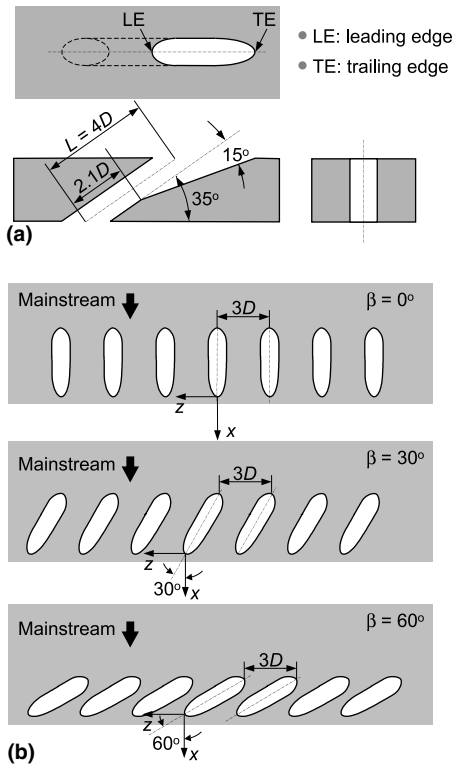 LE TE
● LE: leading edge
● TE: trailing edge
L = 4D
2.1D
15°
35°
(a)
Mainstream 3D β = 0°
z
x
Mainstream 3D β = 30°
z
30° x
Mainstream β = 60°
3D
z
60° x
(b)